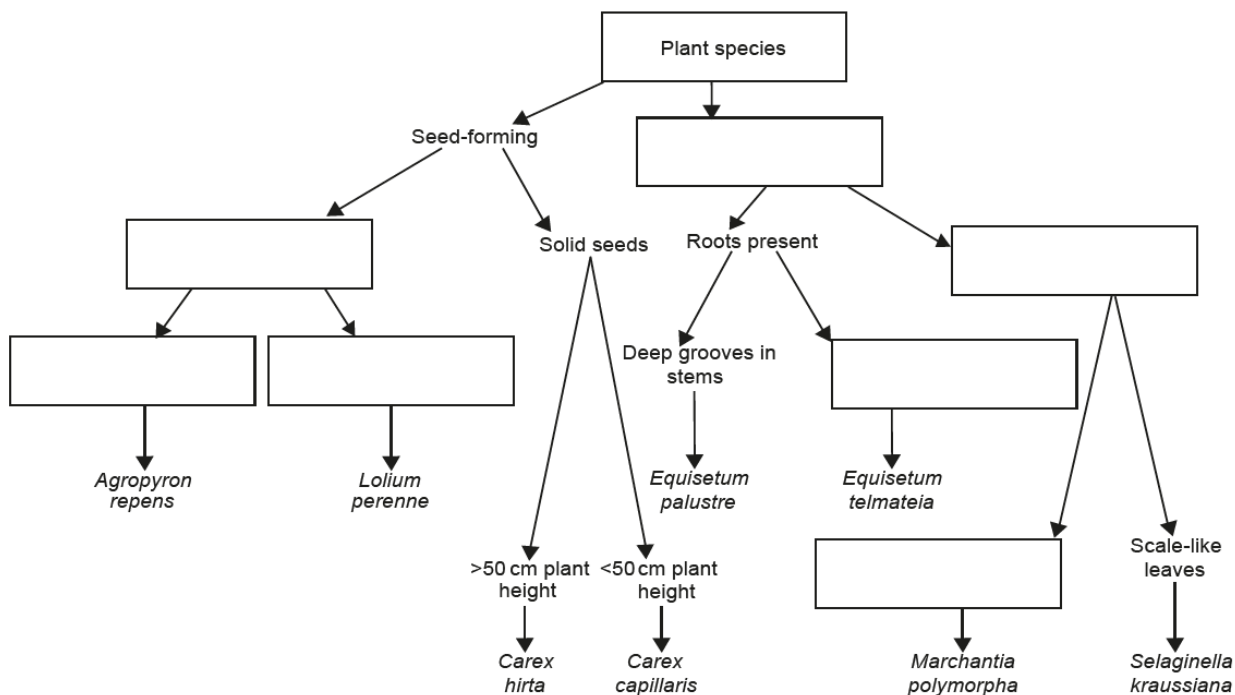 Plant species
Seed-forming
Solid seeds
Roots present
Deep grooves in
stems
Agropyron
repens
Lolium
perenne
Equisetum
palustre
Equisetum
telmateia
>50 cm plant
height
<50 cm plant
height
Scale-like
leaves
Carex
hirta
Carex
capillaris
Marchantia
polymorpha
Selaginella
kraussiana